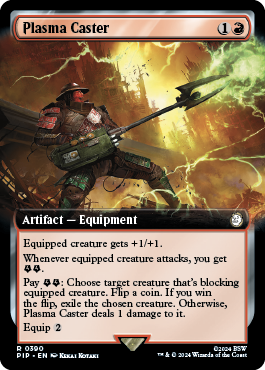 Plasma Caster 1
Artifact — Equipment
Equipped creature gets +1/+1.
Whenever equipped creature attacks, you get
.
Pay : Choose target creature that's blocking
equipped creature. Flip a coin. If you win
the flip, exile the chosen creature. Otherwise,
Plasma Caster deals 1 damage to it.
Equip 2
R 0390
PIP • EN Kekai Kotaki
©2024 BSW
™ & © 2024 Wizards of the Coast